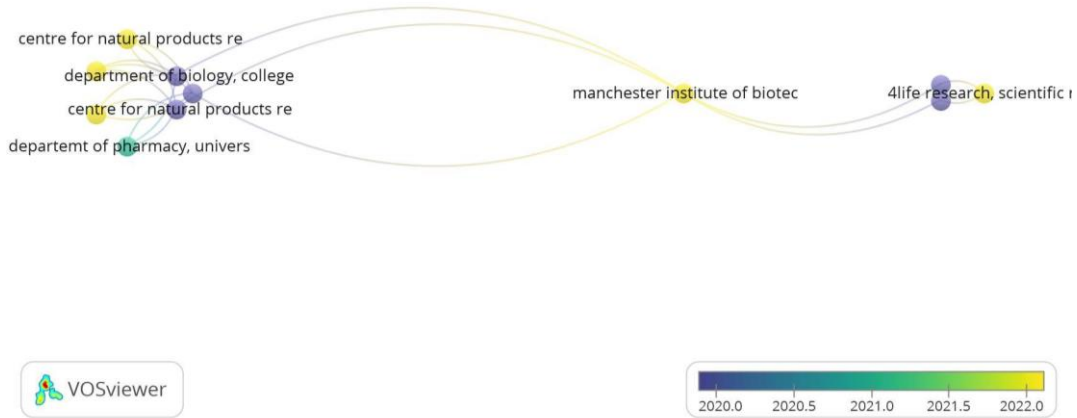 centre for natural products re
department of biology, college
manchester institute of biotec
4life research, scientific r
centre for natural products re
departemt of pharmacy, univers
VOSviewer
2020.0 2020.5 2021.0 2021.5 2022.0